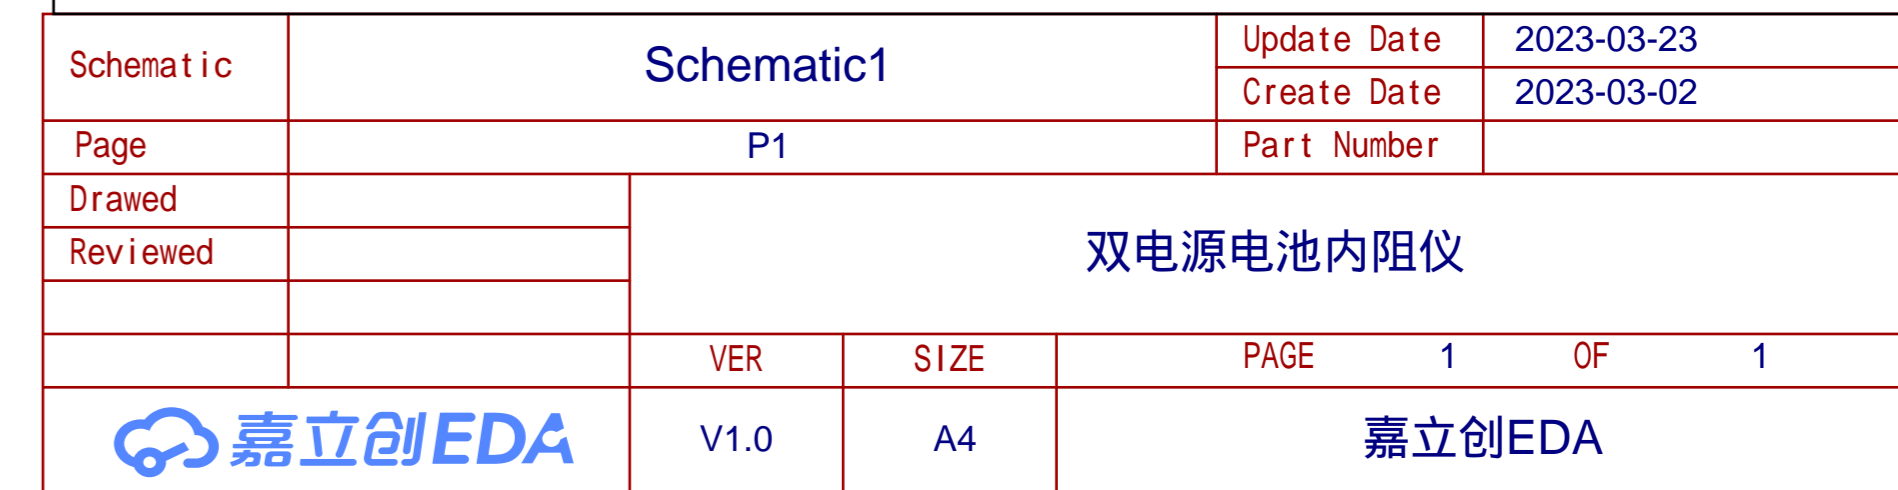 Schematic
Schematic1
Update Date
2023-03-23
Create Date
2023-03-02
Page
P1
Part Number
Drawed
Reviewed
双电源电池内阻仪
VER
SIZE
PAGE 1 OF 1
嘉立创EDA
V1.0
A4
嘉立创EDA